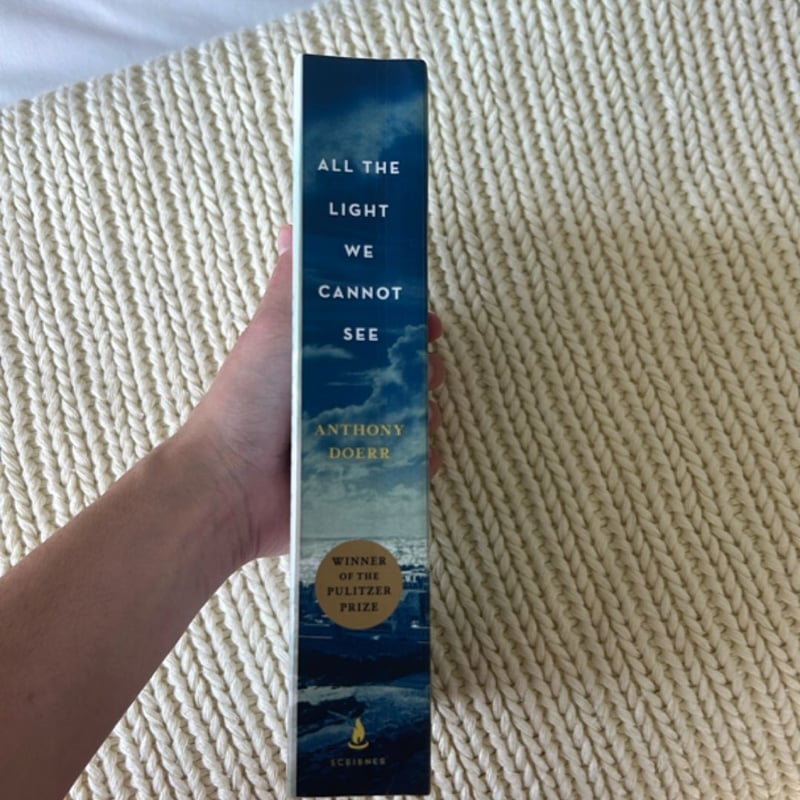 ALL THE
LIGHT
WE
CANNOT
SEE
ANTHONY
DOERR
WINNER
OF THE
PULITZER
PRIZE
SCRIBNER